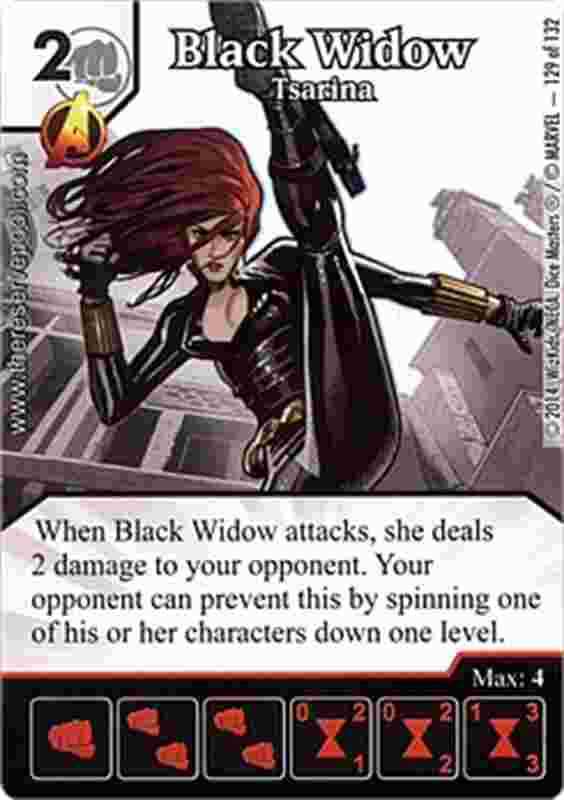 2
Black Widow
Tsarina
© 2014 WizKids/NECA. Dice Masters ® / © MARVEL — 129 of 132
www.thereservepool.com
When Black Widow attacks, she deals
2 damage to your opponent. Your
opponent can prevent this by spinning one
of his or her characters down one level.
Max: 4
0 2 1
0 2 2
1 3 3